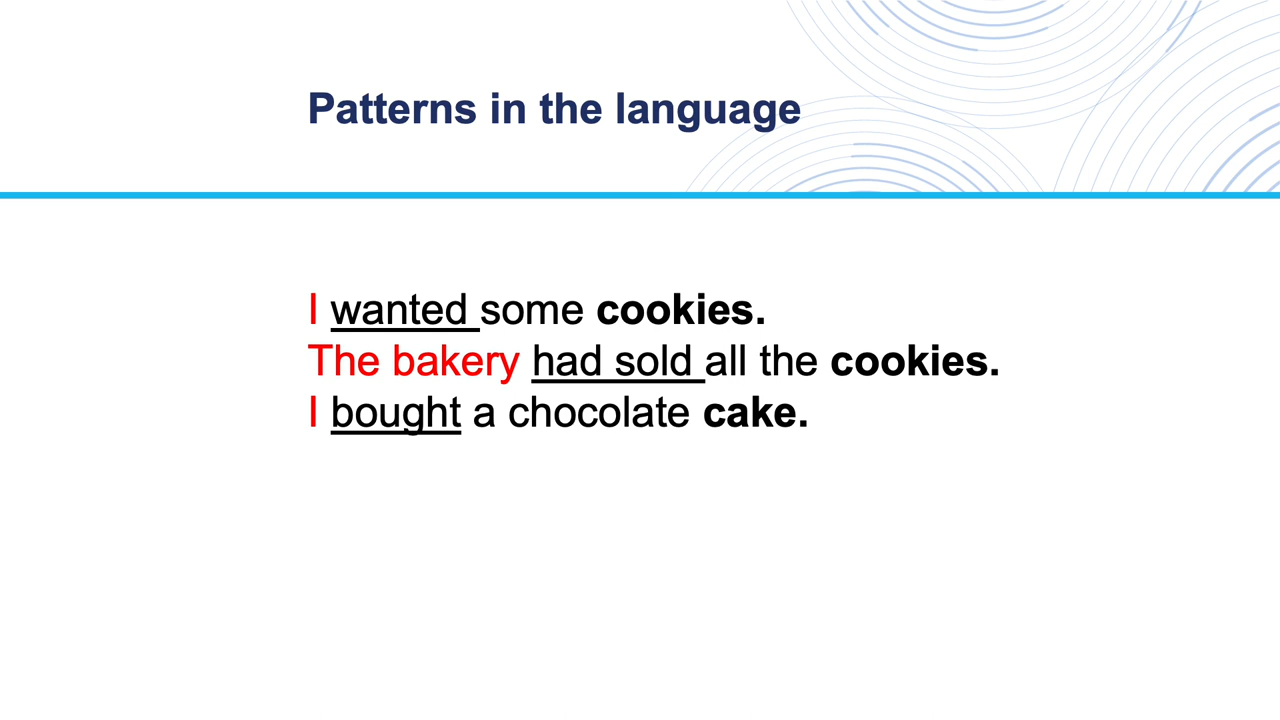 Patterns in the language
I wanted some cookies.
The bakery had sold all the cookies.
I bought a chocolate cake.